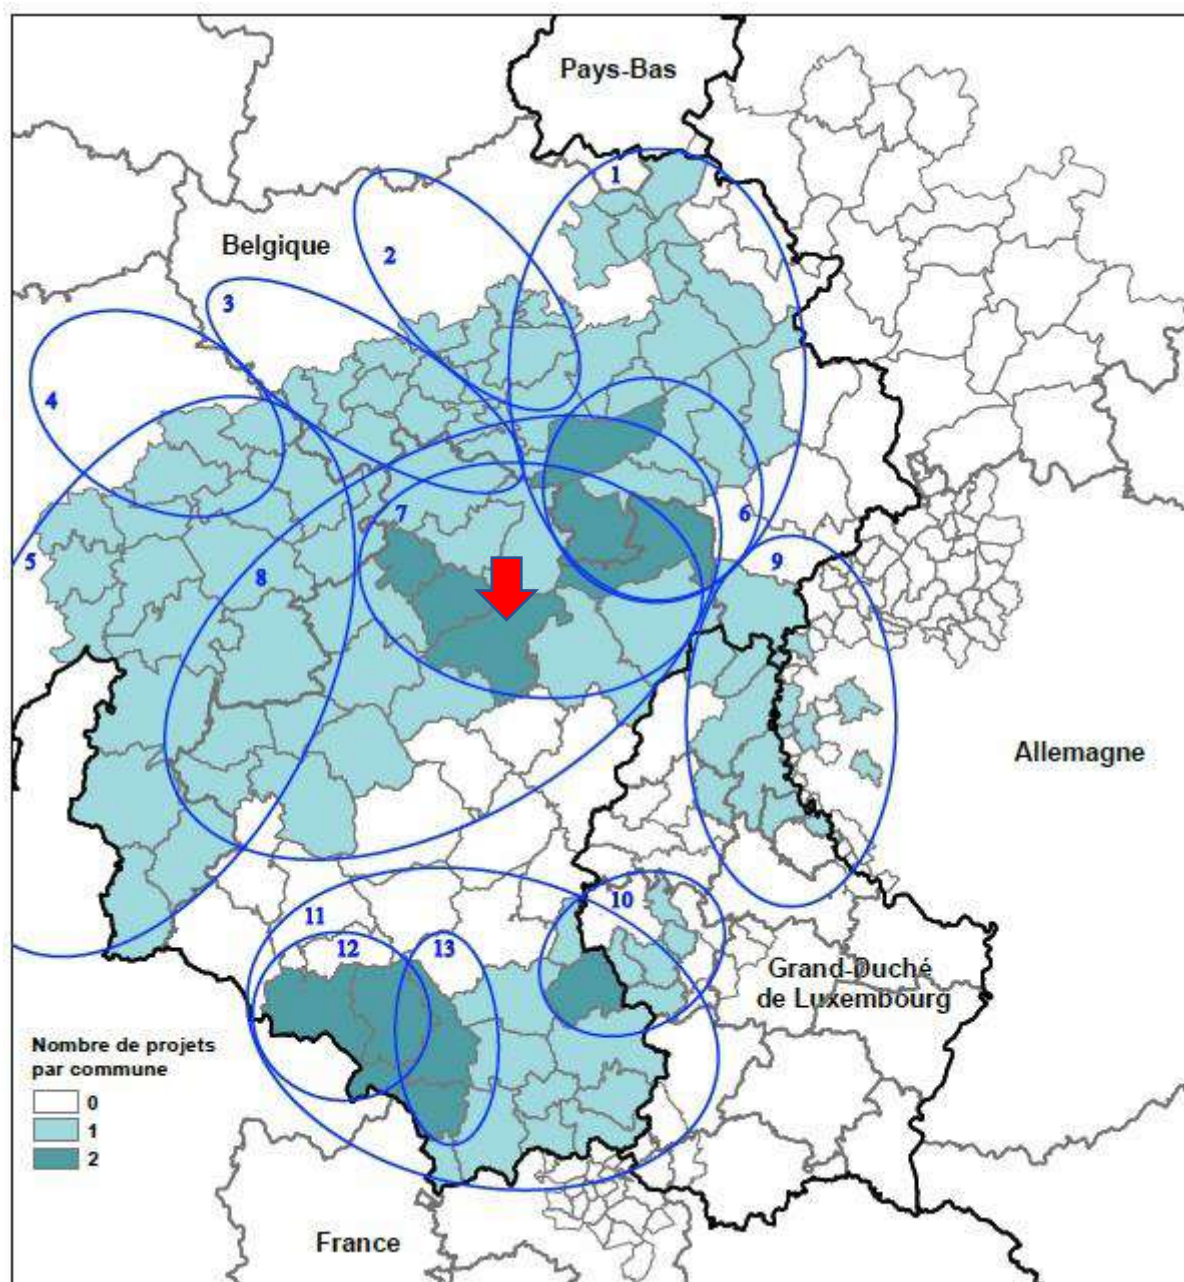 Pays-Bas
1
Belgique
2
3
4
5
6
7
8
9
Allemagne
10
11
12
13
Grand-Duché
de Luxembourg
Nombre de projets
par commune
0
1
2
France